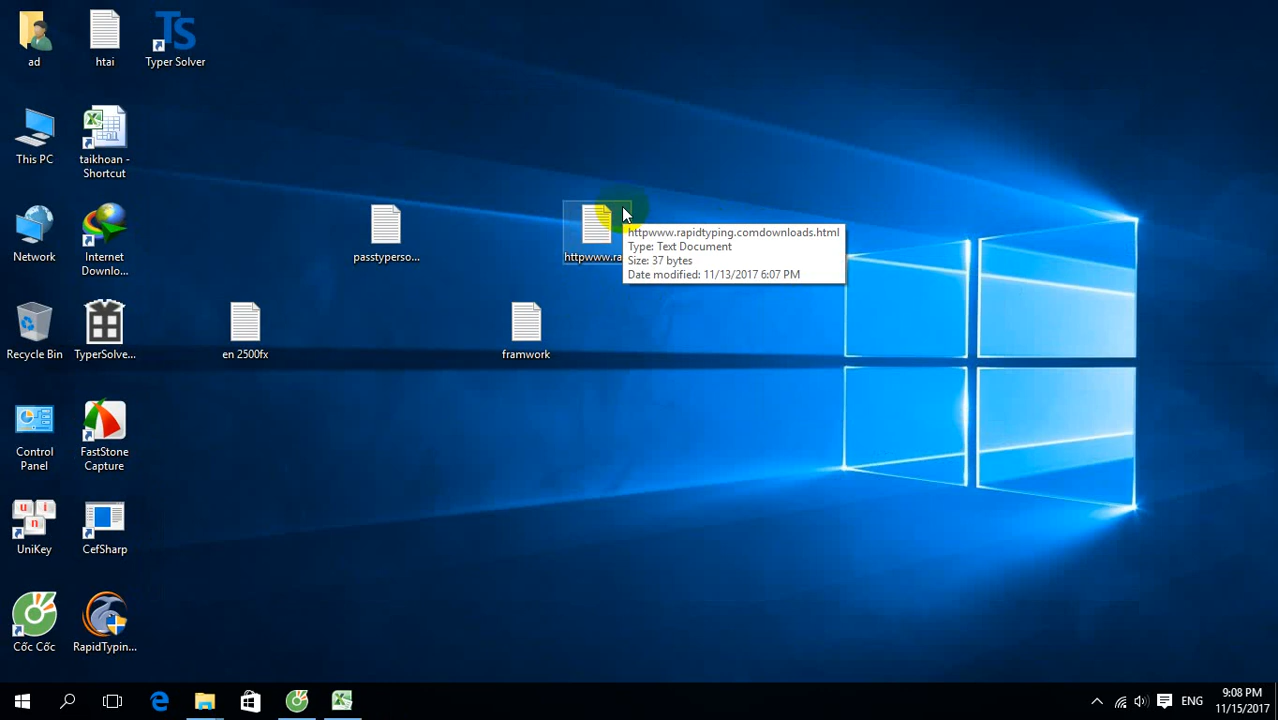 ad
htai
TS
Typer Solver
This PC
taikhoan -
Shortcut
Network
Internet
Downlo...
passtyperso...
httpwww.ra
httpwww.rapidtyping.comdownloads.html
Type: Text Document
Size: 37 bytes
Date modified: 11/13/2017 6:07 PM
Recycle Bin
TyperSolve...
en 2500fx
framwork
Control
Panel
FastStone
Capture
u i
n
UniKey
CefSharp
Cốc Cốc
RapidTypin...
ENG
9:08 PM
11/15/2017